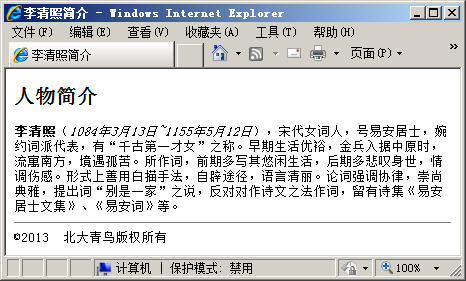 李清照简介 - Windows Internet Explorer
文件(F) 编辑(E) 查看(V) 收藏夹(A) 工具(T) 帮助(H)
李清照简介
页面(P)
»
人物简介
李清照（1084年3月13日~1155年5月12日），宋代女词人，号易安居士，婉
约词派代表，有“千古第一才女”之称。早期生活优裕，金兵入据中原时，
流寓南方，境遇孤苦。所作词，前期多写其悠闲生活，后期多悲叹身世，情
调伤感。形式上善用白描手法，自辟途径，语言清丽。论词强调协律，崇尚
典雅，提出词“别是一家”之说，反对对作诗文之法作词，留有诗集《易安
居士文集》、《易安词》等。
©2013 北大青鸟版权所有
计算机 | 保护模式: 禁用
100%